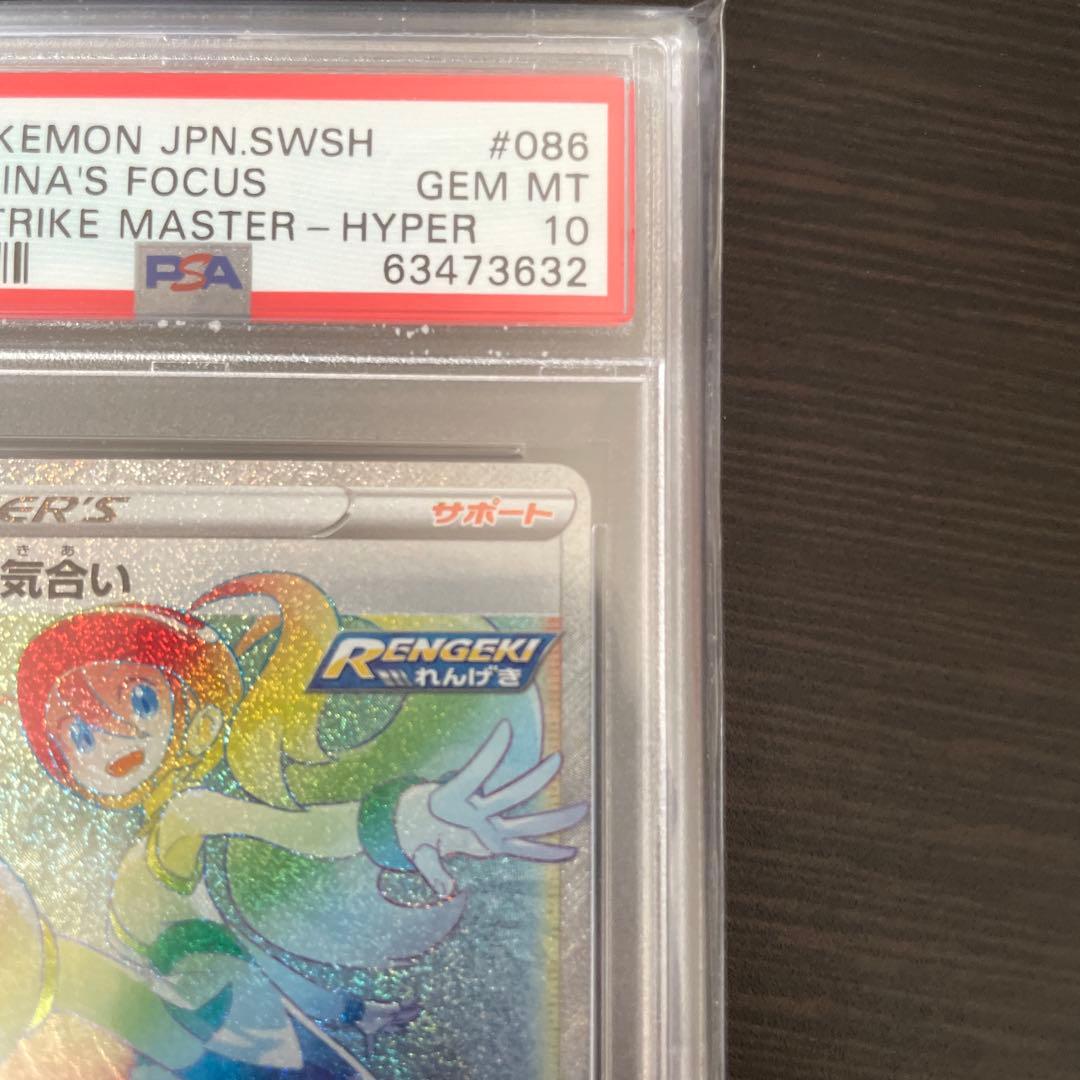 KEMON JPN.SWSH #086
INA'S FOCUS GEM MT
TRIKE MASTER-HYPER 10
PSA 63473632
ER'S サポート
きあ
気合い
RENGEKI
れんげき